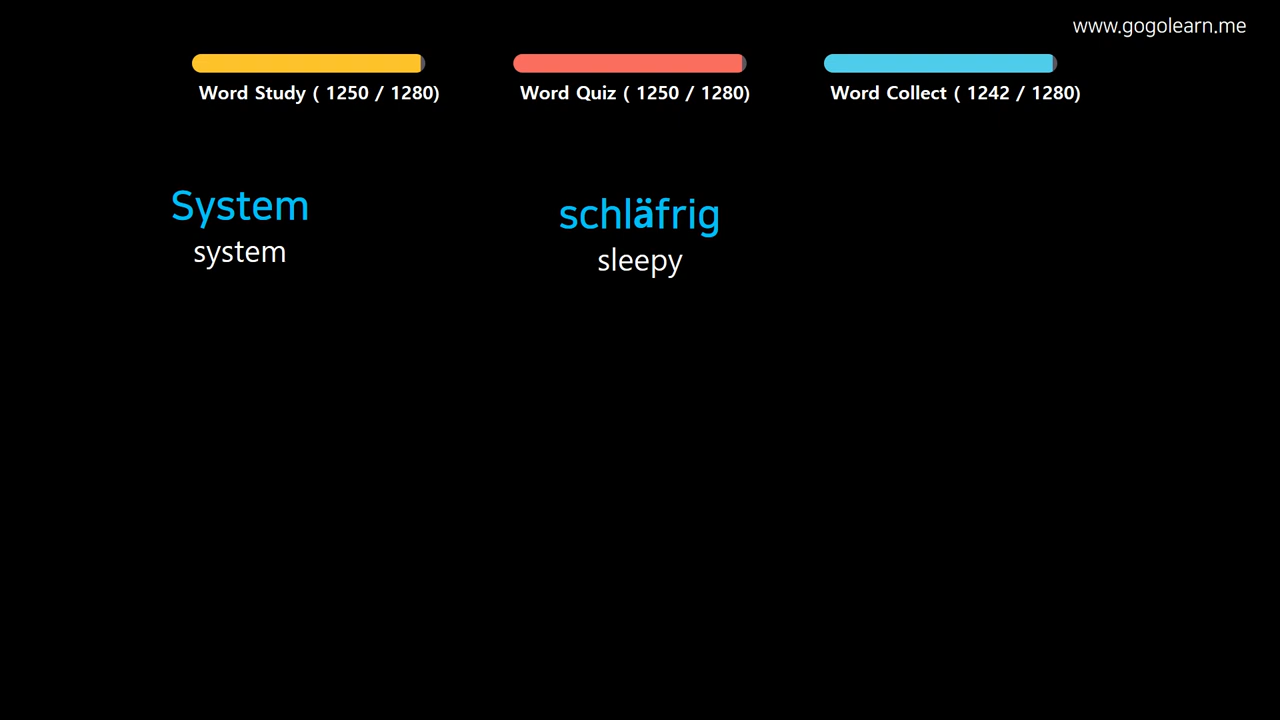 www.gogolearn.me
Word Study ( 1250 / 1280)
Word Quiz ( 1250 / 1280)
Word Collect ( 1242 / 1280)
System
system
schläfrig
sleepy